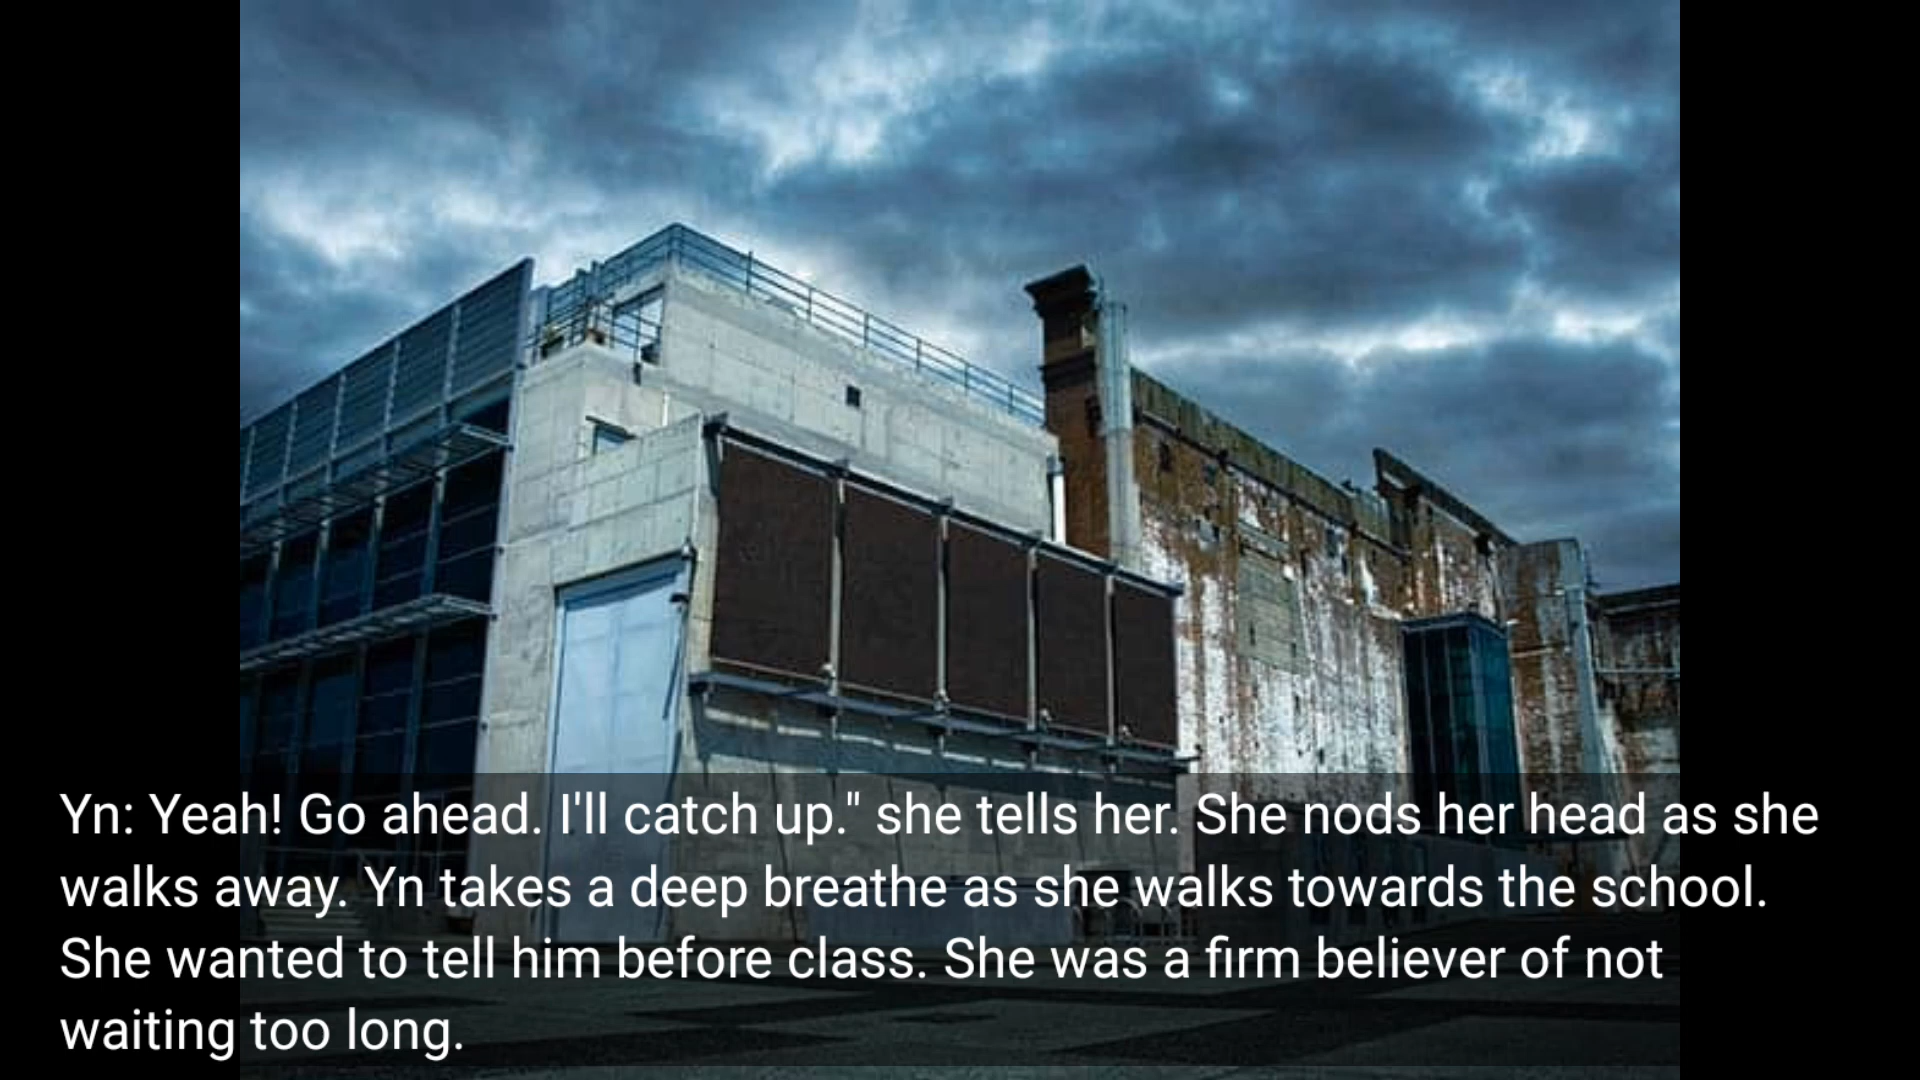 Yn: Yeah! Go ahead. I'll catch up." she tells her. She nods her head as she
walks away. Yn takes a deep breathe as she walks towards the school.
She wanted to tell him before class. She was a firm believer of not
waiting too long.